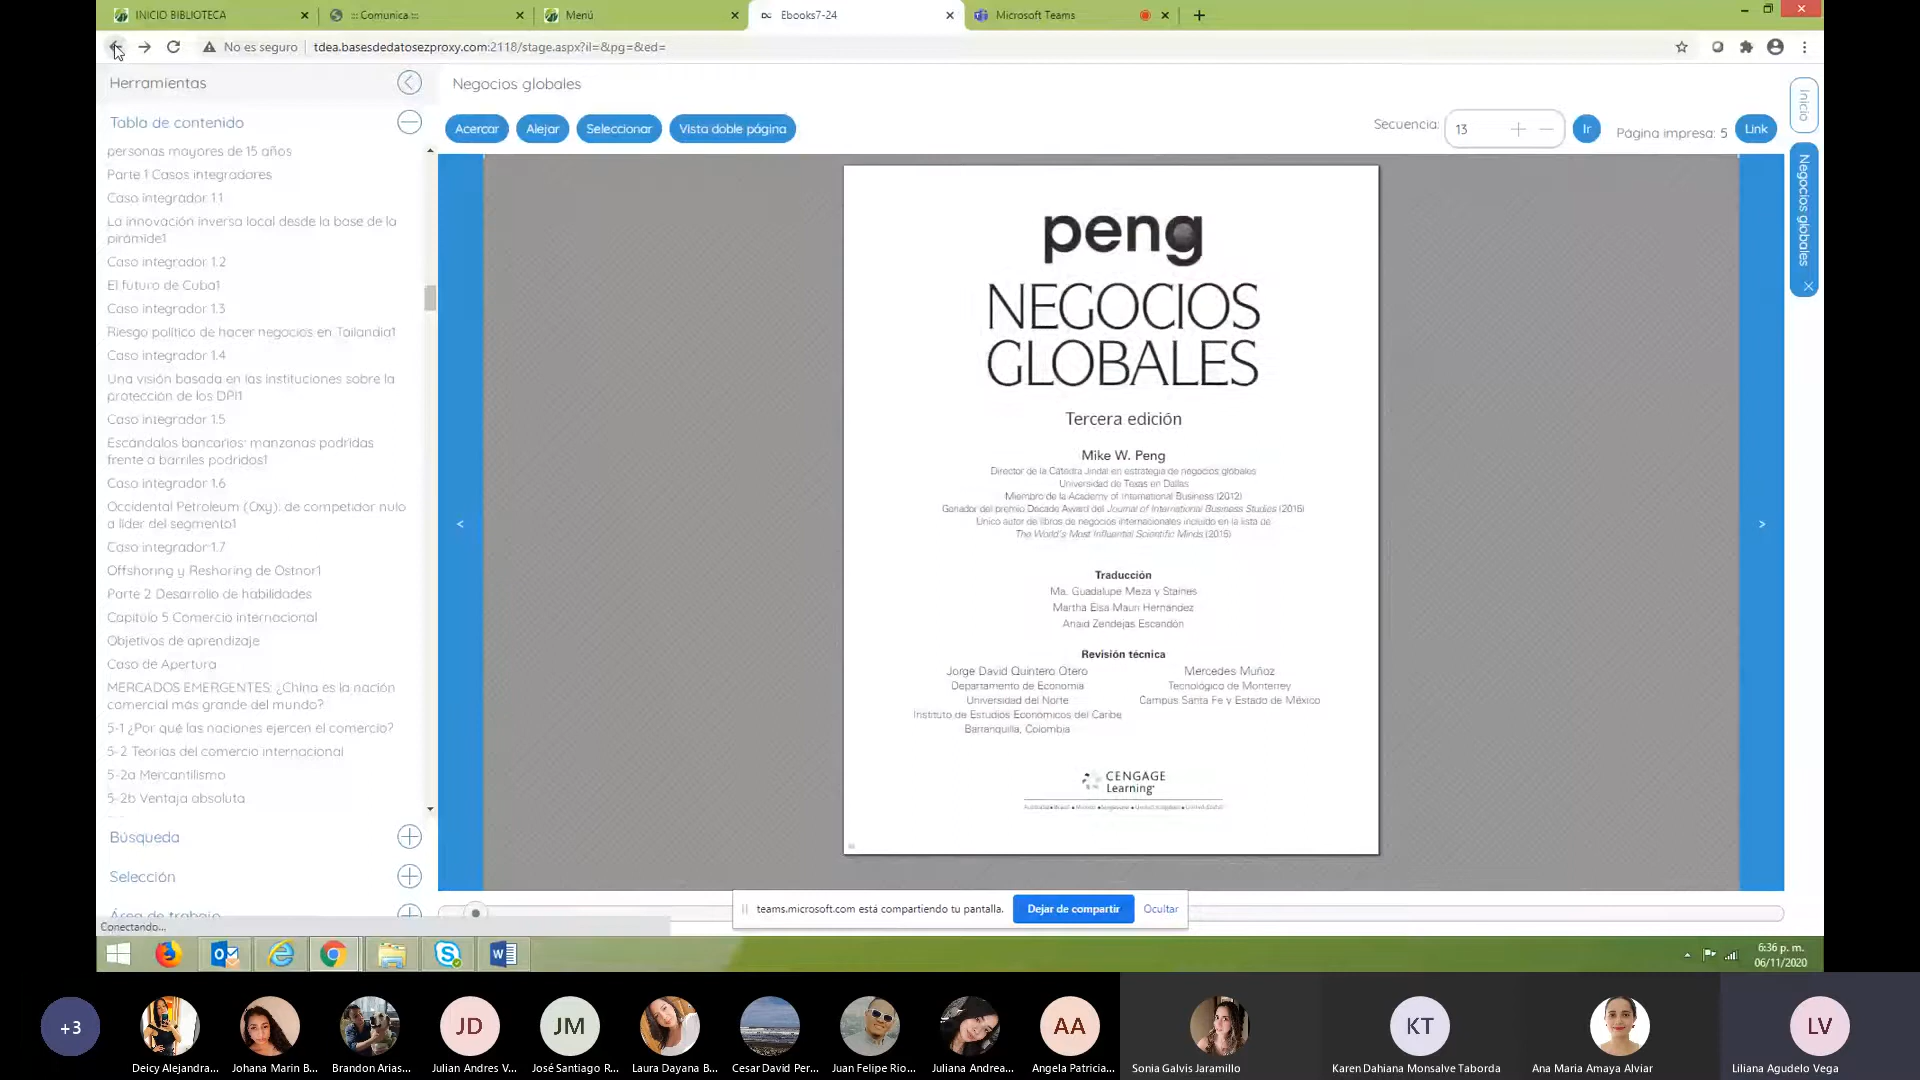 INICIO BIBLIOTECA
::: Comunica :::
Menú
Ebooks7-24
Microsoft Teams
No es seguro
tdea.basesdedatosezproxy.com:2118/stage.aspx?il=&pg=&ed=
Herramientas
Tabla de contenido
personas mayores de 15 años
Parte 1 Casos integradores
Caso integrador 1.1
La innovación inversa local desde la base de la
pirámide1
Caso integrador 1.2
El futuro de Cuba1
Caso integrador 1.3
Riesgo político de hacer negocios en Tailandia1
Caso integrador 1.4
Una visión basada en las instituciones sobre la
protección de los DPI1
Caso integrador 1.5
Escándalos bancarios: manzanas podridas
frente a barriles podridos1
Caso integrador 1.6
Occidental Petroleum (Oxy): de competidor nulo
a líder del segmento1
Caso integrador 1.7
Offshoring y Reshoring de Ostnor1
Parte 2 Desarrollo de habilidades
Capítulo 5 Comercio internacional
Objetivos de aprendizaje
Caso de Apertura
MERCADOS EMERGENTES: ¿China es la nación
comercial más grande del mundo?
5-1 ¿Por qué las naciones ejercen el comercio?
5-2 Teorías del comercio internacional
5-2a Mercantilismo
5-2b Ventaja absoluta
Búsqueda
Selección
Área de trabajo
Conectando...
Negocios globales
Acercar
Alejar
Seleccionar
Vista doble página
Secuencia:
13
Ir
Página impresa: 5
Link
Inicio
Negocios globales
<
>
peng
NEGOCIOS
GLOBALES
Tercera edición
Mike W. Peng
Director de la Cátedra Jindal en estrategia de negocios globales
Universidad de Texas en Dallas
Miembro de la Academy of International Business (2012)
Ganador del premio Decade Award del Journal of International Business Studies (2015)
Único autor de libros de negocios internacionales incluido en la lista de
The World's Most Influential Scientific Minds (2015)
Traducción
Ma. Guadalupe Meza y Staines
Martha Elsa Mauri Hernández
Anaid Zendejas Escandón
Revisión técnica
Jorge David Quintero Otero
Departamento de Economía
Universidad del Norte
Instituto de Estudios Económicos del Caribe
Barranquilla, Colombia
Mercedes Muñoz
Tecnológico de Monterrey
Campus Santa Fe y Estado de México
CENGAGE
Learning
teams.microsoft.com está compartiendo tu pantalla.
Dejar de compartir
Ocultar
6:36 p. m.
06/11/2020
+3
JD
JM
AA
KT
LV
Deicy Alejandra...
Johana Marin B...
Brandon Arias...
Julian Andres V...
José Santiago R...
Laura Dayana B...
Cesar David Per...
Juan Felipe Rio...
Juliana Andrea...
Angela Patricia...
Sonia Galvis Jaramillo
Karen Dahiana Monsalve Taborda
Ana Maria Amaya Alviar
Liliana Agudelo Vega